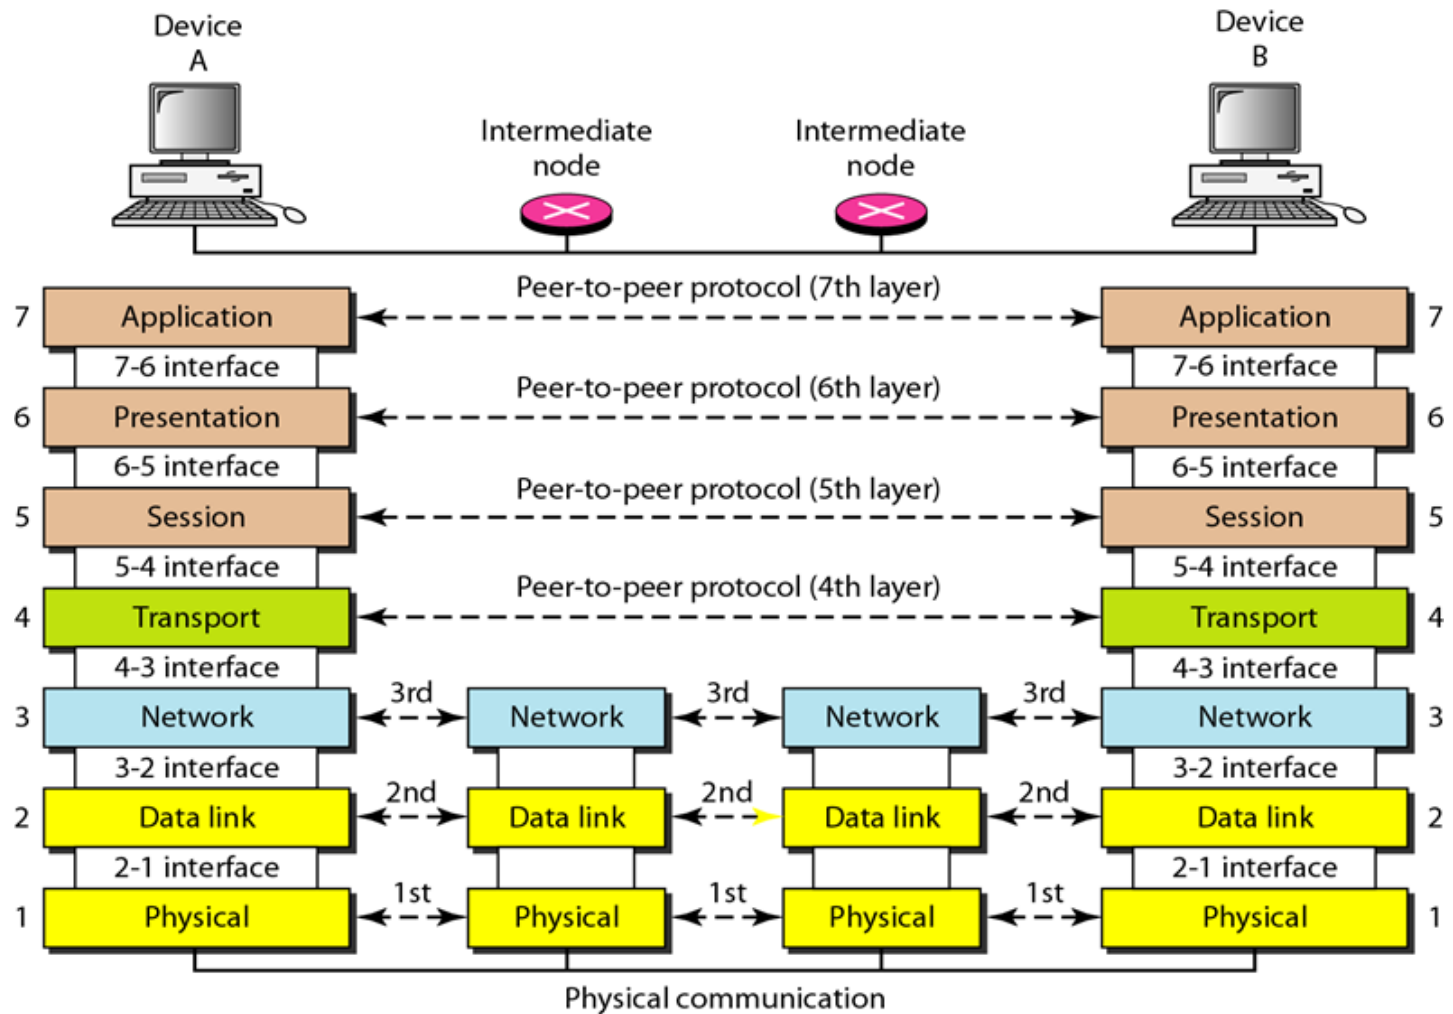 Device
A
Device
B
Intermediate
node
Intermediate
node
Peer-to-peer protocol (7th layer)
7 Application Application 7
7-6 interface 7-6 interface
Peer-to-peer protocol (6th layer)
6 Presentation Presentation 6
6-5 interface 6-5 interface
Peer-to-peer protocol (5th layer)
5 Session Session 5
5-4 interface 5-4 interface
Peer-to-peer protocol (4th layer)
4 Transport Transport 4
4-3 interface 4-3 interface
3rd 3rd 3rd
3 Network Network Network Network 3
3-2 interface 3-2 interface
2nd 2nd 2nd
2 Data link Data link Data link Data link 2
2-1 interface 2-1 interface
1st 1st 1st
1 Physical Physical Physical Physical 1
Physical communication